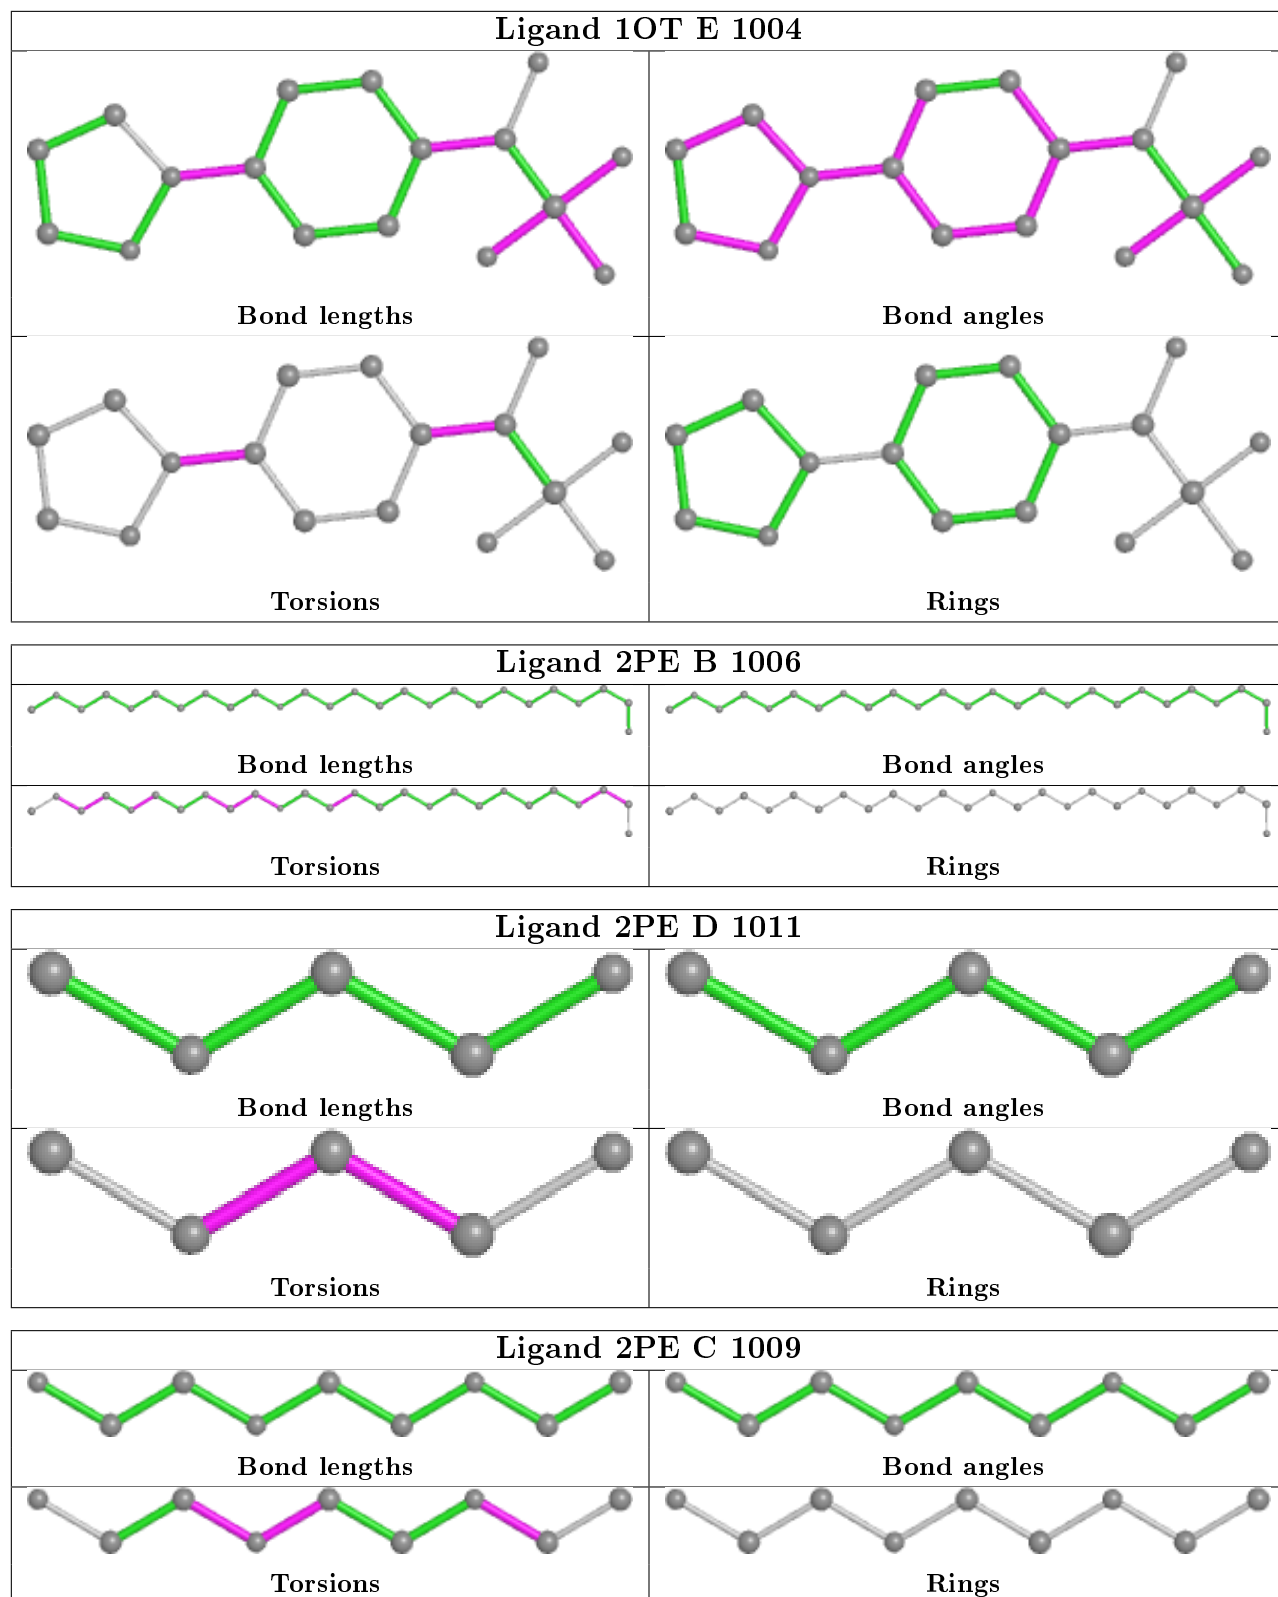 Ligand 1OT E 1004
Bond lengths
Bond angles
Torsions
Rings
Ligand 2PE B 1006
Bond lengths
Bond angles
Torsions
Rings
Ligand 2PE D 1011
Bond lengths
Bond angles
Torsions
Rings
Ligand 2PE C 1009
Bond lengths
Bond angles
Torsions
Rings